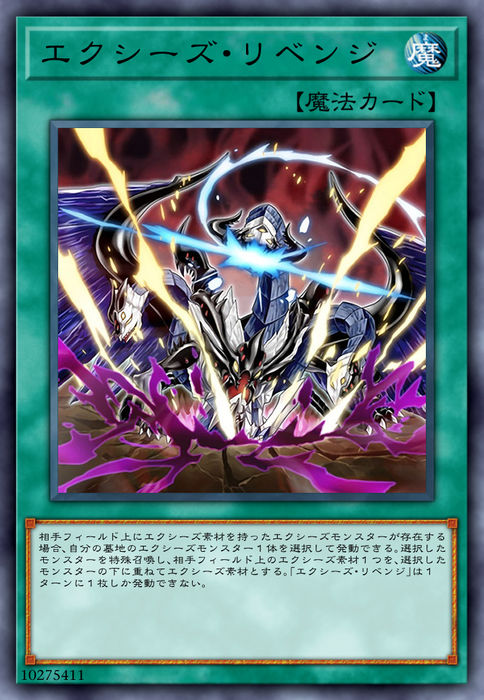 エクシーズ・リベンジ
魔
【魔法カード】
相手フィールド上にエクシーズ素材を持ったエクシーズモンスターが存在する
場合、自分の墓地のエクシーズモンスター１体を選択して発動できる。選択した
モンスターを特殊召喚し、相手フィールド上のエクシーズ素材１つを、選択した
モンスターの下に重ねてエクシーズ素材とする。「エクシーズ・リベンジ」は１
ターンに１枚しか発動できない。
10275411